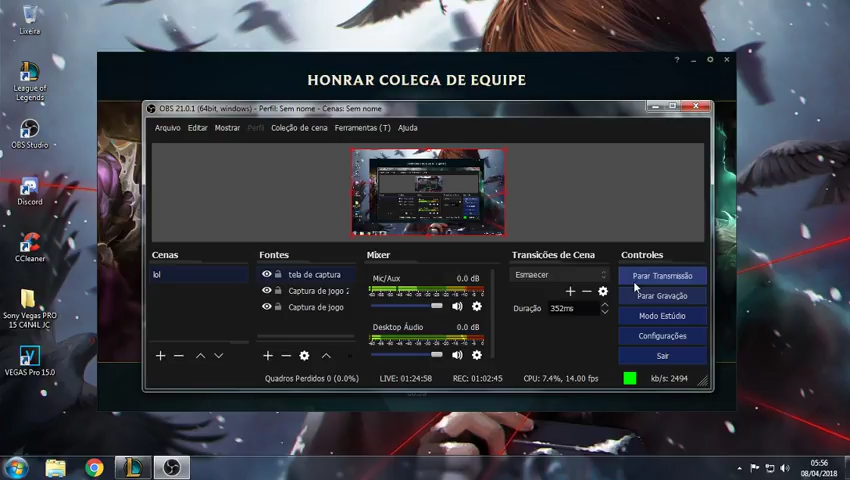 Lixeira
League of
Legends
OBS Studio
Discord
CCleaner
Sony Vegas PRO
15 C4N4L JC
VEGAS Pro 15.0
HONRAR COLEGA DE EQUIPE
OBS 21.0.1 (64bit, windows) - Perfil: Sem nome - Cenas: Sem nome
Arquivo Editar Mostrar Perfil Coleção de cena Ferramentas (T) Ajuda
Cenas
lol
Fontes
tela de captura
Captura de jogo 2
Captura de jogo
Mixer
Mic/Aux 0.0 dB
Desktop Áudio 0.0 dB
Transições de Cena
Esmaecer
Duração 352ms
Controles
Parar Transmissão
Parar Gravação
Modo Estúdio
Configurações
Sair
Quadros Perdidos 0 (0.0%) LIVE: 01:24:58 REC: 01:02:45 CPU: 7.4%, 14.00 fps kb/s: 2494
05:56
08/04/2018